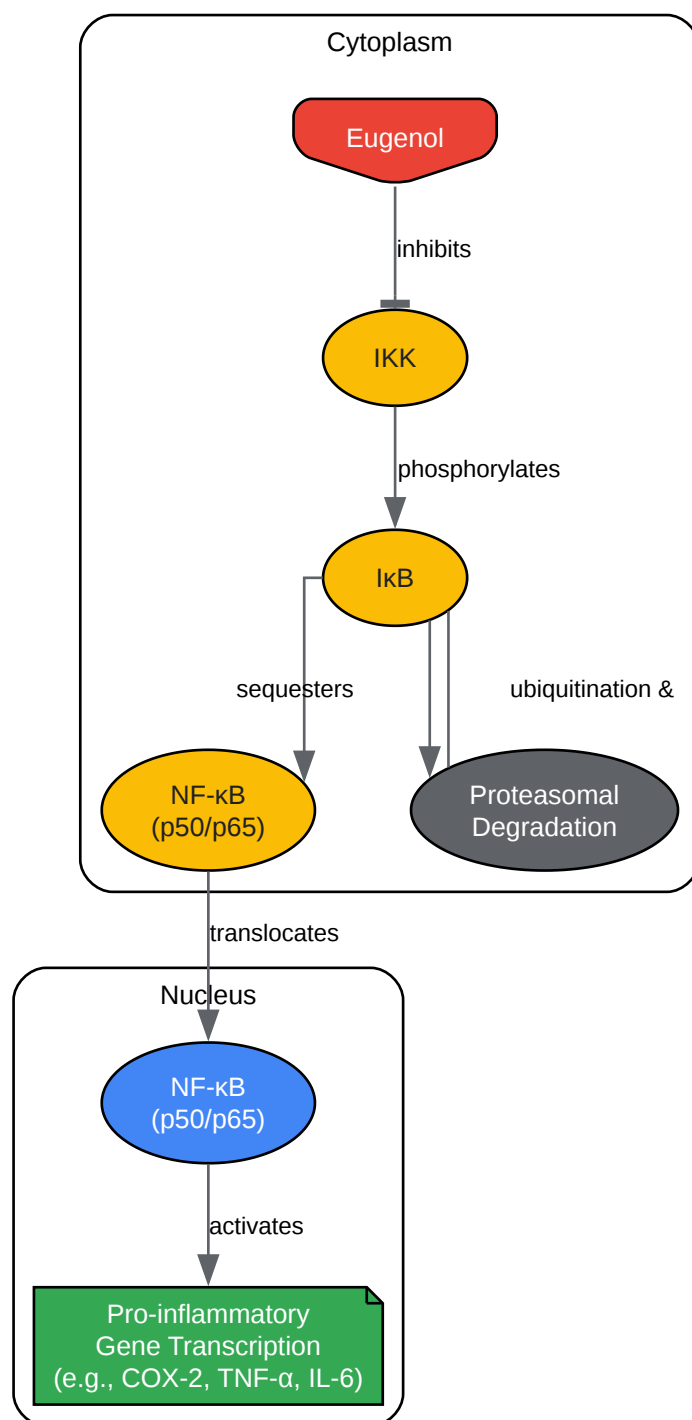 Cytoplasm
Eugenol
inhibits
IKK
phosphorylates
IκB
sequesters
ubiquitination &
NF-κB
(p50/p65)
Proteasomal
Degradation
translocates
Nucleus
NF-κB
(p50/p65)
activates
Pro-inflammatory
Gene Transcription
(e.g., COX-2, TNF-α, IL-6)